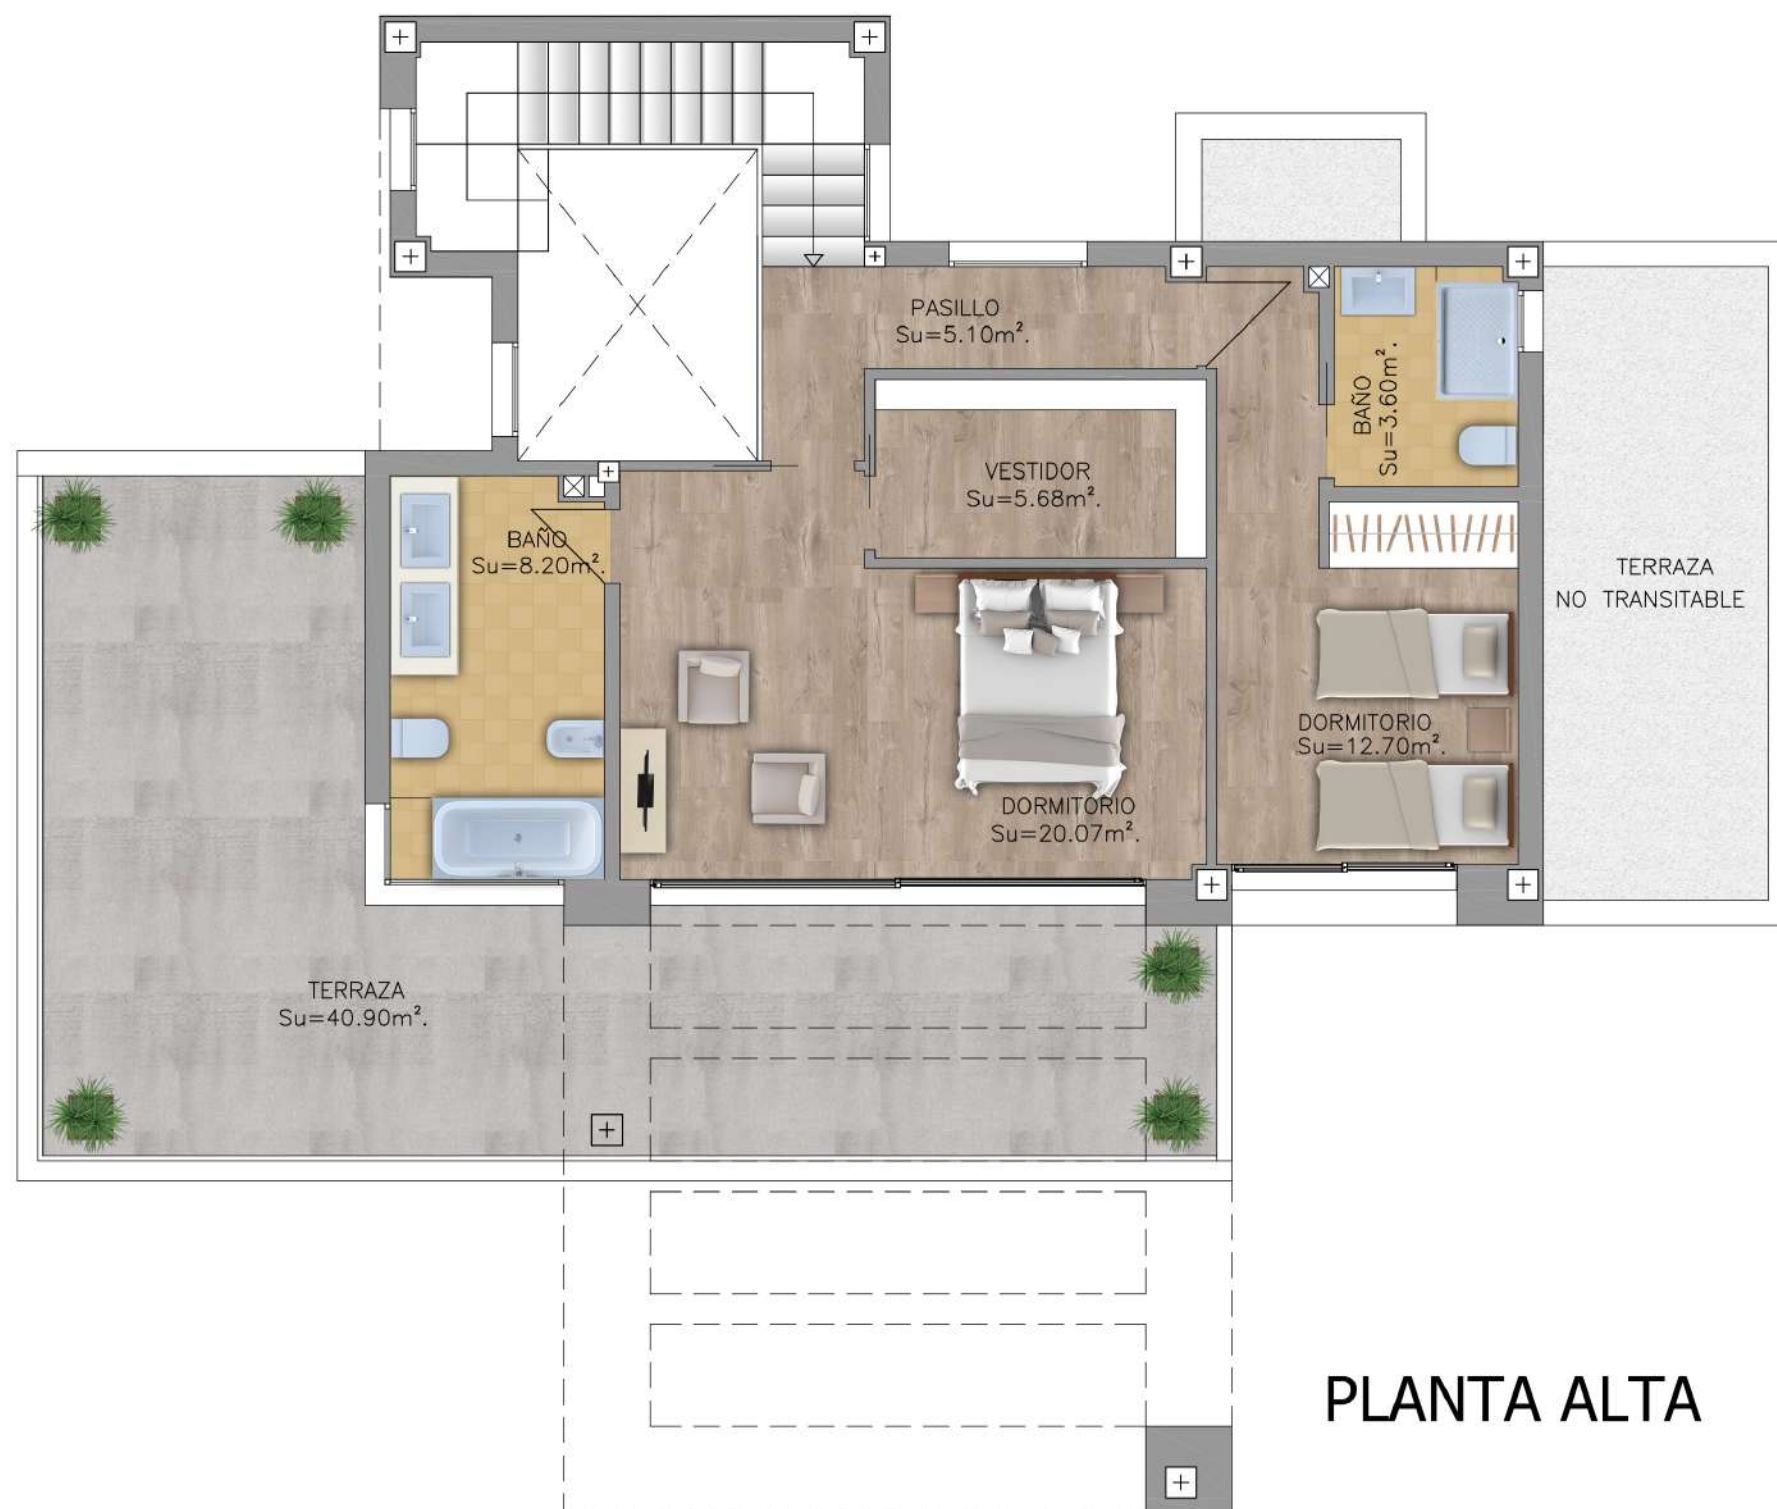 PASILLO
Su=5.10m².
BAÑO
Su=3.60m².
VESTIDOR
Su=5.68m².
BAÑO
Su=8.20m².
TERRAZA
NO TRANSITABLE
DORMITORIO
Su=12.70m².
DORMITORIO
Su=20.07m².
TERRAZA
Su=40.90m².
PLANTA ALTA